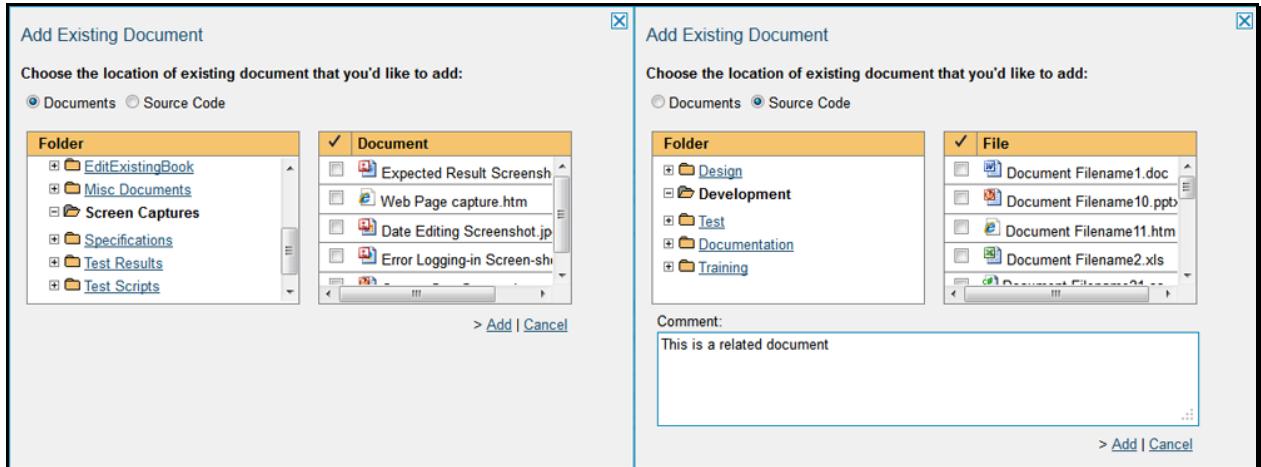 Add Existing Document
Choose the location of existing document that you'd like to add:
Documents Source Code
Folder
EditExistingBook
Misc Documents
Screen Captures
Specifications
Test Results
Test Scripts
✓ Document
Expected Result Screensh
Web Page capture.htm
Date Editing Screenshot.jp
Error Logging-in Screen-sh
> Add | Cancel
Add Existing Document
Choose the location of existing document that you'd like to add:
Documents Source Code
Folder
Design
Development
Test
Documentation
Training
✓ File
Document Filename1.doc
Document Filename10.pptx
Document Filename11.htm
Document Filename2.xls
Comment:
This is a related document
> Add | Cancel